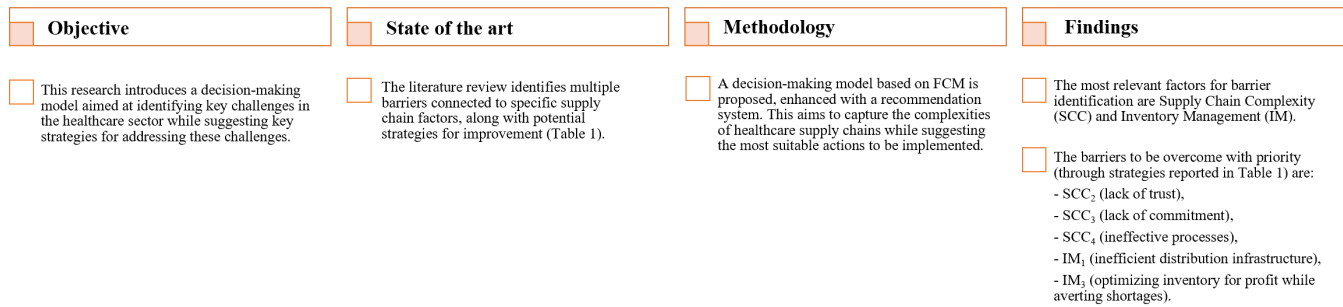 Objective
This research introduces a decision-making
model aimed at identifying key challenges in
the healthcare sector while suggesting key
strategies for addressing these challenges.
State of the art
The literature review identifies multiple
barriers connected to specific supply
chain factors, along with potential
strategies for improvement (Table 1).
Methodology
A decision-making model based on FCM is
proposed, enhanced with a recommendation
system. This aims to capture the complexities
of healthcare supply chains while suggesting
the most suitable actions to be implemented.
Findings
The most relevant factors for barrier
identification are Supply Chain Complexity
(SCC) and Inventory Management (IM).
The barriers to be overcome with priority
(through strategies reported in Table 1) are:
- SCC₂ (lack of trust),
- SCC₃ (lack of commitment),
- SCC₄ (ineffective processes),
- IM₁ (inefficient distribution infrastructure),
- IM₃ (optimizing inventory for profit while
averting shortages).